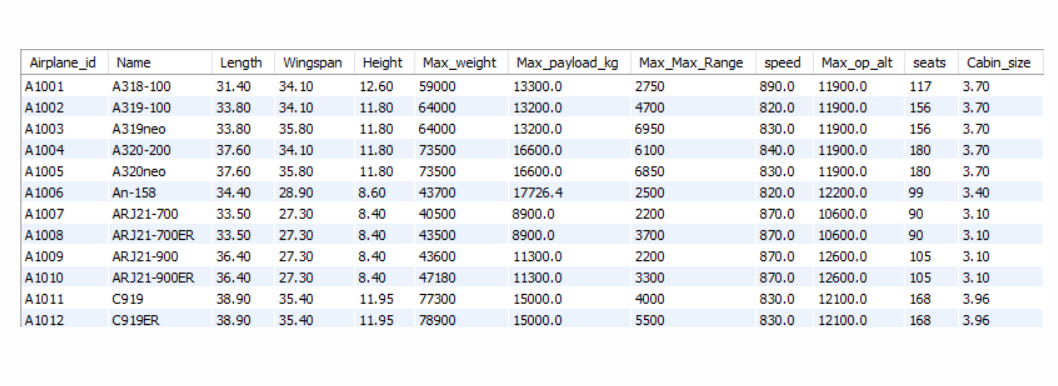 Airplane_id Name Length Wingspan Height Max_weight Max_payload_kg Max_Max_Range speed Max_op_alt seats Cabin_size
A1001 A318-100 31.40 34.10 12.60 59000 13300.0 2750 890.0 11900.0 117 3.70
A1002 A319-100 33.80 34.10 11.80 64000 13200.0 4700 820.0 11900.0 156 3.70
A1003 A319neo 33.80 35.80 11.80 64000 13200.0 6950 830.0 11900.0 156 3.70
A1004 A320-200 37.60 34.10 11.80 73500 16600.0 6100 840.0 11900.0 180 3.70
A1005 A320neo 37.60 35.80 11.80 73500 16600.0 6850 830.0 11900.0 180 3.70
A1006 An-158 34.40 28.90 8.60 43700 17726.4 2500 820.0 12200.0 99 3.40
A1007 ARJ21-700 33.50 27.30 8.40 40500 8900.0 2200 870.0 10600.0 90 3.10
A1008 ARJ21-700ER 33.50 27.30 8.40 43500 8900.0 3700 870.0 10600.0 90 3.10
A1009 ARJ21-900 36.40 27.30 8.40 43600 11300.0 2200 870.0 12600.0 105 3.10
A1010 ARJ21-900ER 36.40 27.30 8.40 47180 11300.0 3300 870.0 12600.0 105 3.10
A1011 C919 38.90 35.40 11.95 77300 15000.0 4000 830.0 12100.0 168 3.96
A1012 C919ER 38.90 35.40 11.95 78900 15000.0 5500 830.0 12100.0 168 3.96